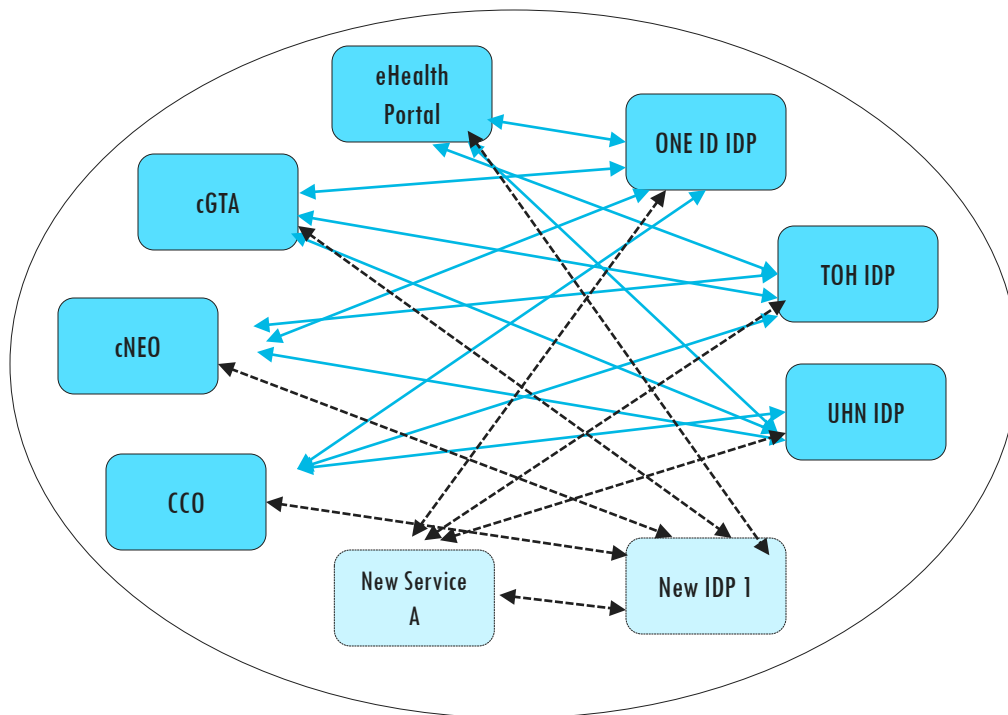 eHealth
Portal
ONE ID IDP
cGTA
TOH IDP
cNEO
UHN IDP
CCO
New Service
A
New IDP 1